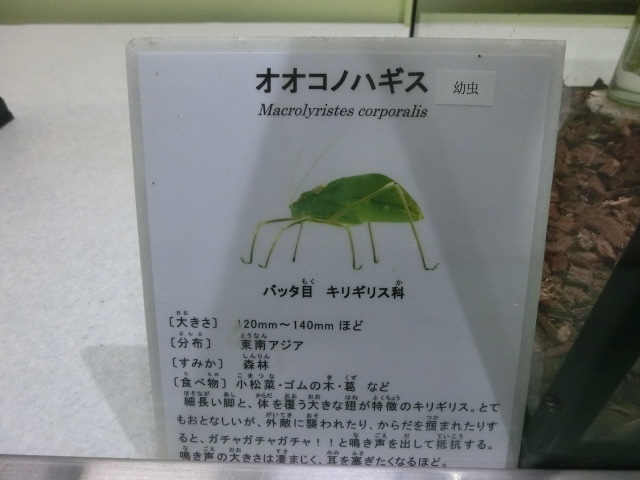 オオコノハギス 幼虫
Macrolyristes corporalis
バッタ目 キリギリス科
[大きさ] 120mm～140mm ほど
[分布] 東南アジア
[すみか] 森林
[食べ物] 小松菜・ゴムの木・葛 など
細長い脚と、体を覆う大きな翅が特徴のキリギリス。とて
もおとなしいが、外敵に襲われたり、からだを掴まれたりす
ると、ガチャガチャガチャ！！と鳴き声を出して抵抗する。
鳴き声の大きさは凄まじく、耳を塞ぎたくなるほど。